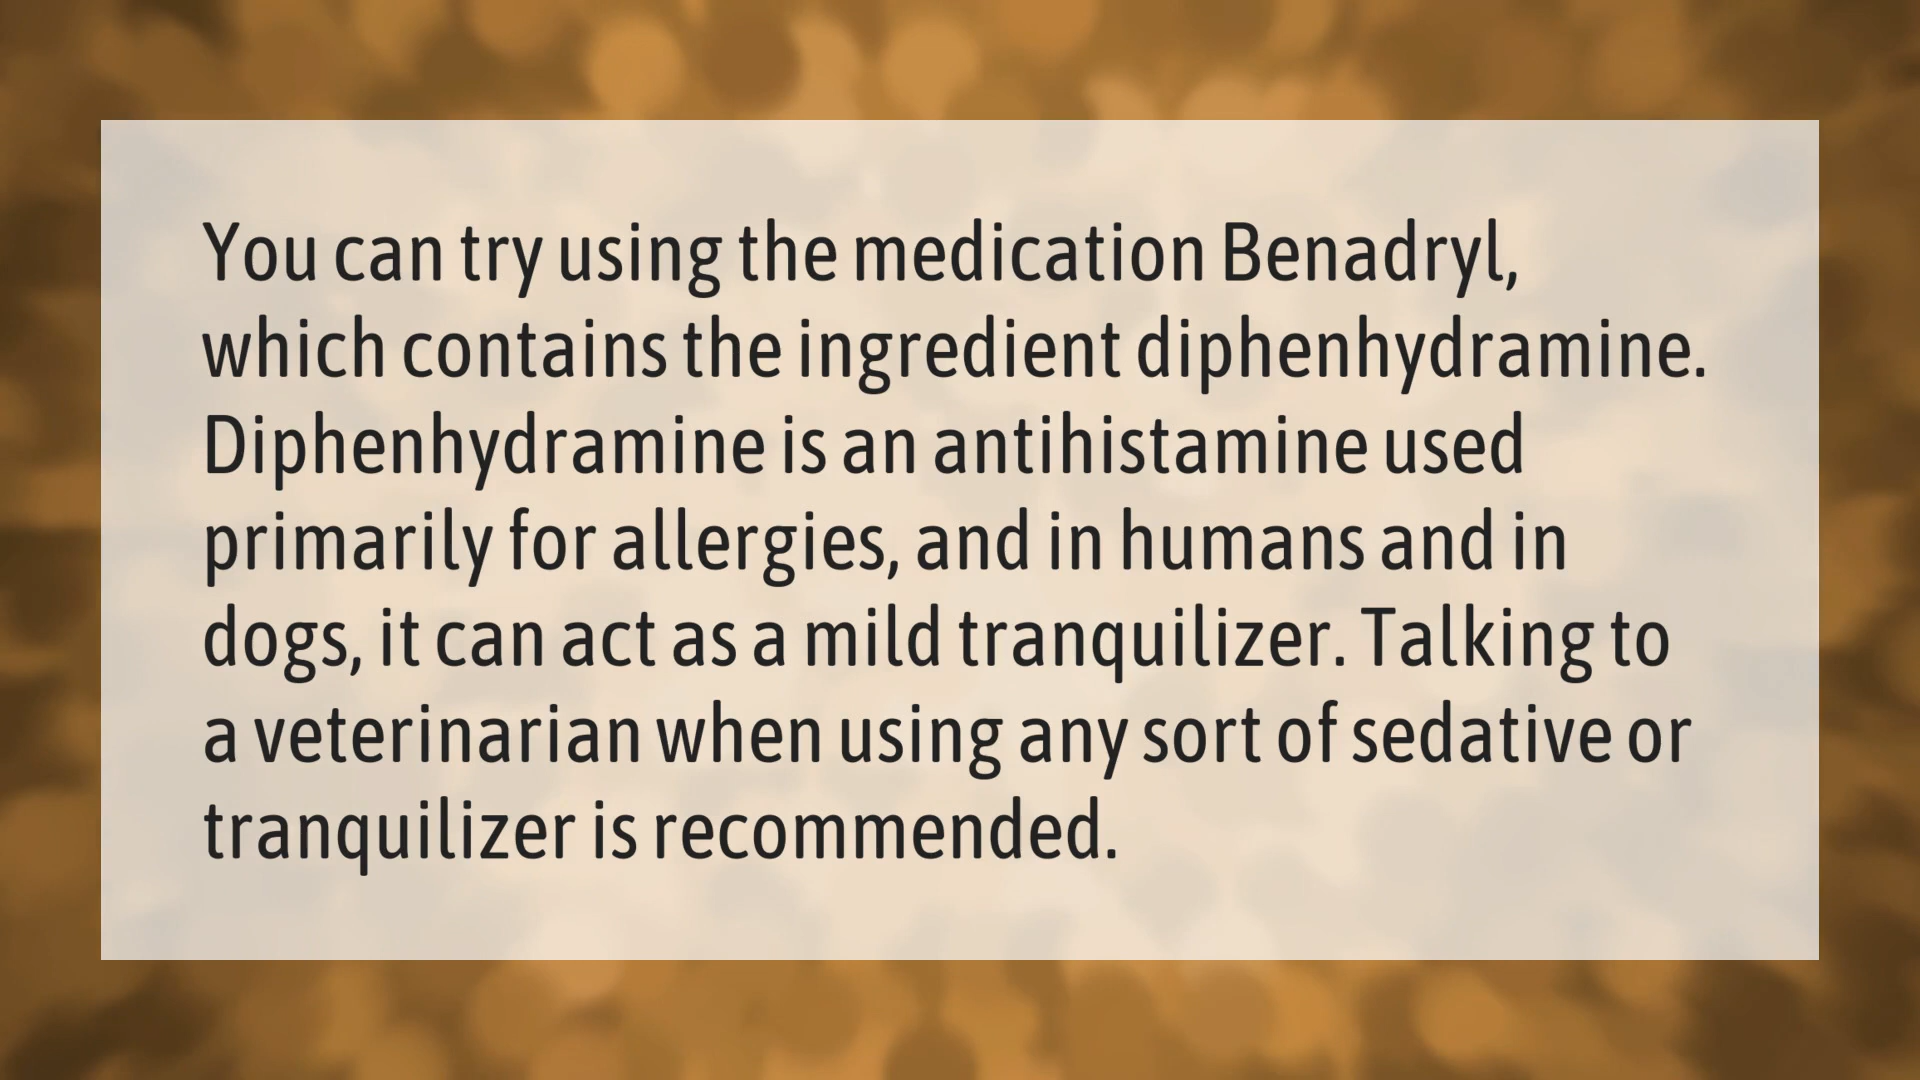 You can try using the medication Benadryl,
which contains the ingredient diphenhydramine.
Diphenhydramine is an antihistamine used
primarily for allergies, and in humans and in
dogs, it can act as a mild tranquilizer. Talking to
a veterinarian when using any sort of sedative or
tranquilizer is recommended.